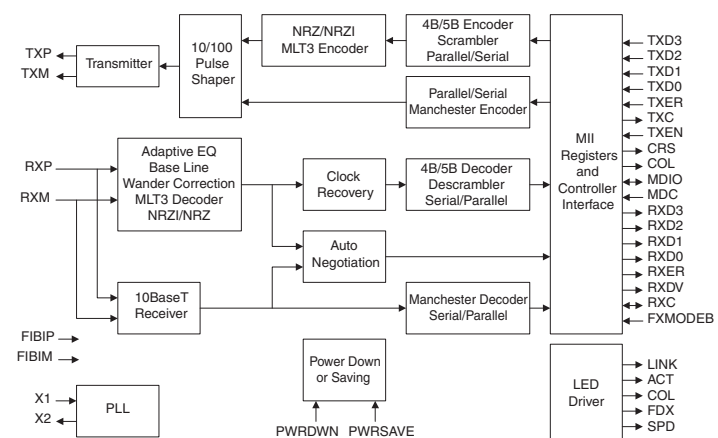 TXP
TXM
Transmitter
10/100
Pulse
Shaper
NRZ/NRZI
MLT3 Encoder
4B/5B Encoder
Scrambler
Parallel/Serial
Parallel/Serial
Manchester Encoder
MII
Registers
and
Controller
Interface
TXD3
TXD2
TXD1
TXD0
TXER
TXC
TXEN
CRS
COL
MDIO
MDC
RXD3
RXD2
RXD1
RXD0
RXER
RXDV
RXC
FXMODEB
RXP
RXM
Adaptive EQ
Base Line
Wander Correction
MLT3 Decoder
NRZI/NRZ
Clock
Recovery
4B/5B Decoder
Descrambler
Serial/Parallel
Auto
Negotiation
10BaseT
Receiver
Manchester Decoder
Serial/Parallel
FIBIP
FIBIM
X1
X2
PLL
Power Down
or Saving
PWRDWN PWRSAVE
LED
Driver
LINK
ACT
COL
FDX
SPD